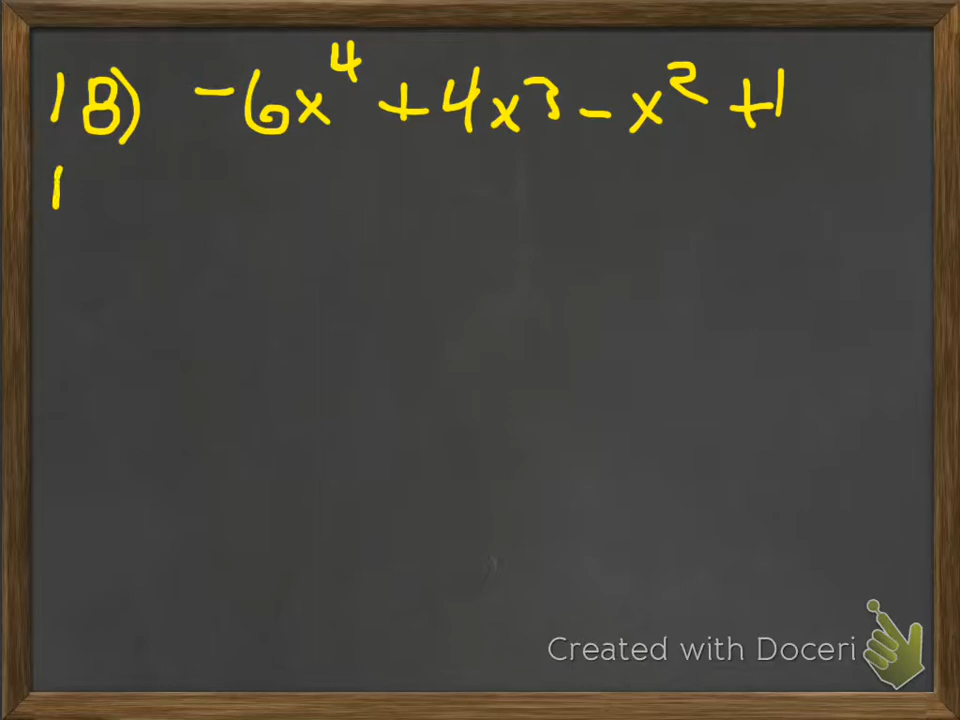 18) -6x⁴ + 4x³ - x² + 1
1
Created with Doceri